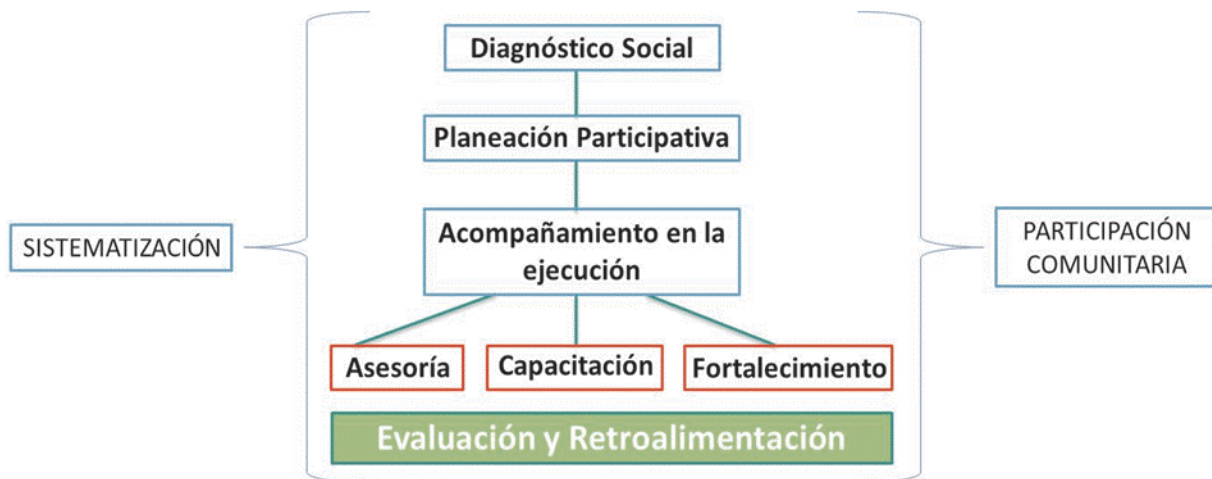 Diagnóstico Social
Planeación Participativa
SISTEMATIZACIÓN
Acompañamiento en la
ejecución
PARTICIPACIÓN
COMUNITARIA
Asesoría
Capacitación
Fortalecimiento
Evaluación y Retroalimentación